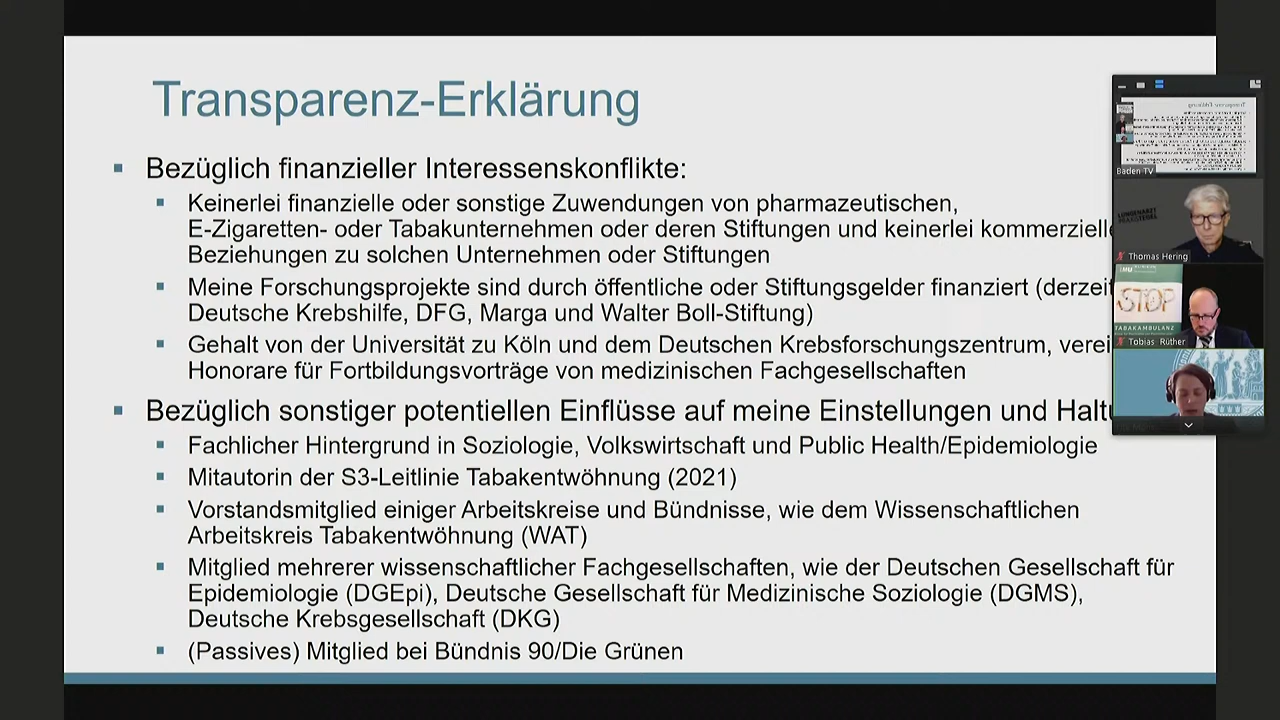 Transparenz-Erklärung
Bezüglich finanzieller Interessenskonflikte:
Keinerlei finanzielle oder sonstige Zuwendungen von pharmazeutischen,
E-Zigaretten- oder Tabakunternehmen oder deren Stiftungen und keinerlei kommerzielle
Beziehungen zu solchen Unternehmen oder Stiftungen
Meine Forschungsprojekte sind durch öffentliche oder Stiftungsgelder finanziert (derzeit
Deutsche Krebshilfe, DFG, Marga und Walter Boll-Stiftung)
Gehalt von der Universität zu Köln und dem Deutschen Krebsforschungszentrum, verei
Honorare für Fortbildungsvorträge von medizinischen Fachgesellschaften
Bezüglich sonstiger potentiellen Einflüsse auf meine Einstellungen und Haltu
Fachlicher Hintergrund in Soziologie, Volkswirtschaft und Public Health/Epidemiologie
Mitautorin der S3-Leitlinie Tabakentwöhnung (2021)
Vorstandsmitglied einiger Arbeitskreise und Bündnisse, wie dem Wissenschaftlichen
Arbeitskreis Tabakentwöhnung (WAT)
Mitglied mehrerer wissenschaftlicher Fachgesellschaften, wie der Deutschen Gesellschaft für
Epidemiologie (DGEpi), Deutsche Gesellschaft für Medizinische Soziologie (DGMS),
Deutsche Krebsgesellschaft (DKG)
(Passives) Mitglied bei Bündnis 90/Die Grünen
Baden TV
LUNGENARZT
PRAXISTEGEL
Thomas Hering
LMU
STOP
TABAKAMBULANZ
Tobias Rüther